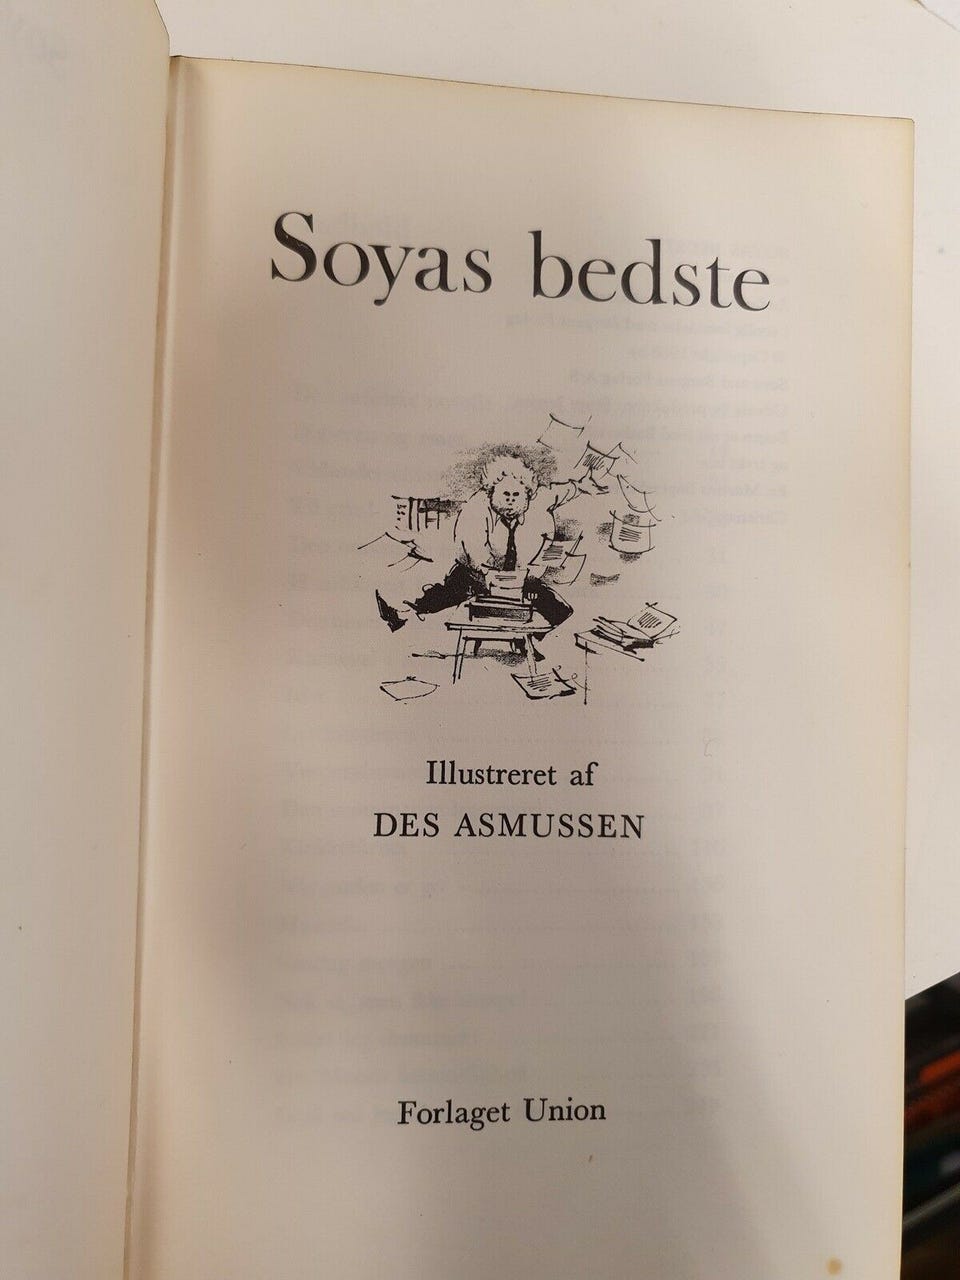 Soyas bedste
Illustreret af
DES ASMUSSEN
Forlaget Union